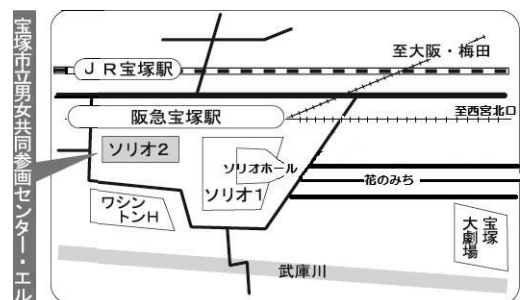 宝塚市立男女共同参画センター・エル
JR宝塚駅
至大阪・梅田
阪急宝塚駅
至西宮北口
ソリオ2
ソリオホール
ソリオ1
花のみち
ワシン
トンH
宝塚
大劇場
武庫川